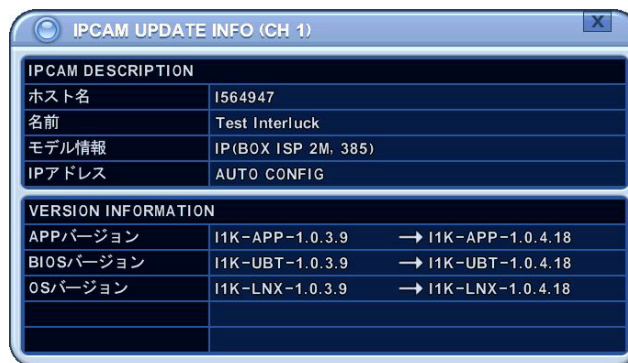 IPCAM UPDATE INFO (CH 1)
X
IPCAM DESCRIPTION
ホスト名 I564947
名前 Test Interluck
モデル情報 IP(BOX ISP 2M, 385)
IPアドレス AUTO CONFIG
VERSION INFORMATION
APPバージョン I1K-APP-1.0.3.9 → I1K-APP-1.0.4.18
BIOSバージョン I1K-UBT-1.0.3.9 → I1K-UBT-1.0.4.18
OSバージョン I1K-LNX-1.0.3.9 → I1K-LNX-1.0.4.18